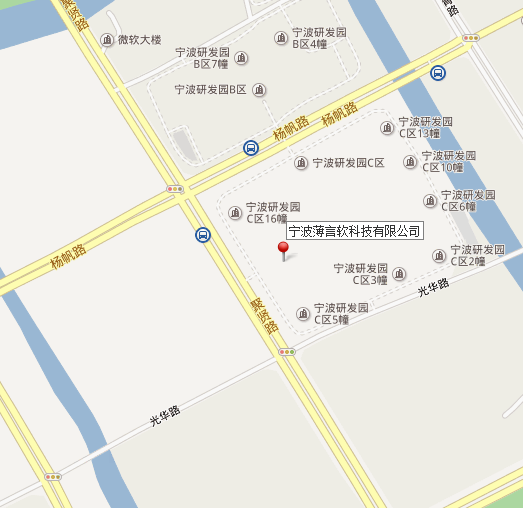 聚贤路
微软大楼
宁波研发园
B区7幢
宁波研发园
B区4幢
宁波研发园B区
杨帆路
杨帆路
宁波研发园
C区13幢
宁波研发园C区
宁波研发园
C区10幢
宁波研发园
C区6幢
宁波研发园
C区16幢
宁波薄言软科技有限公司
杨帆路
宁波研发园
C区2幢
宁波研发园
C区3幢
光华路
聚贤路
宁波研发园
C区5幢
光华路